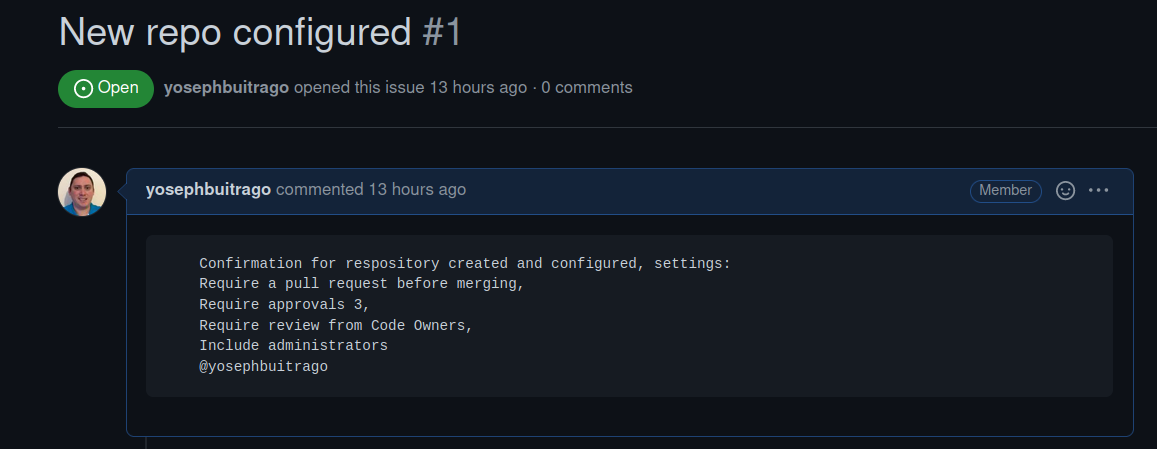 New repo configured #1
Open yosephbuitrago opened this issue 13 hours ago · 0 comments
yosephbuitrago commented 13 hours ago Member
Confirmation for respository created and configured, settings:
Require a pull request before merging,
Require approvals 3,
Require review from Code Owners,
Include administrators
@yosephbuitrago